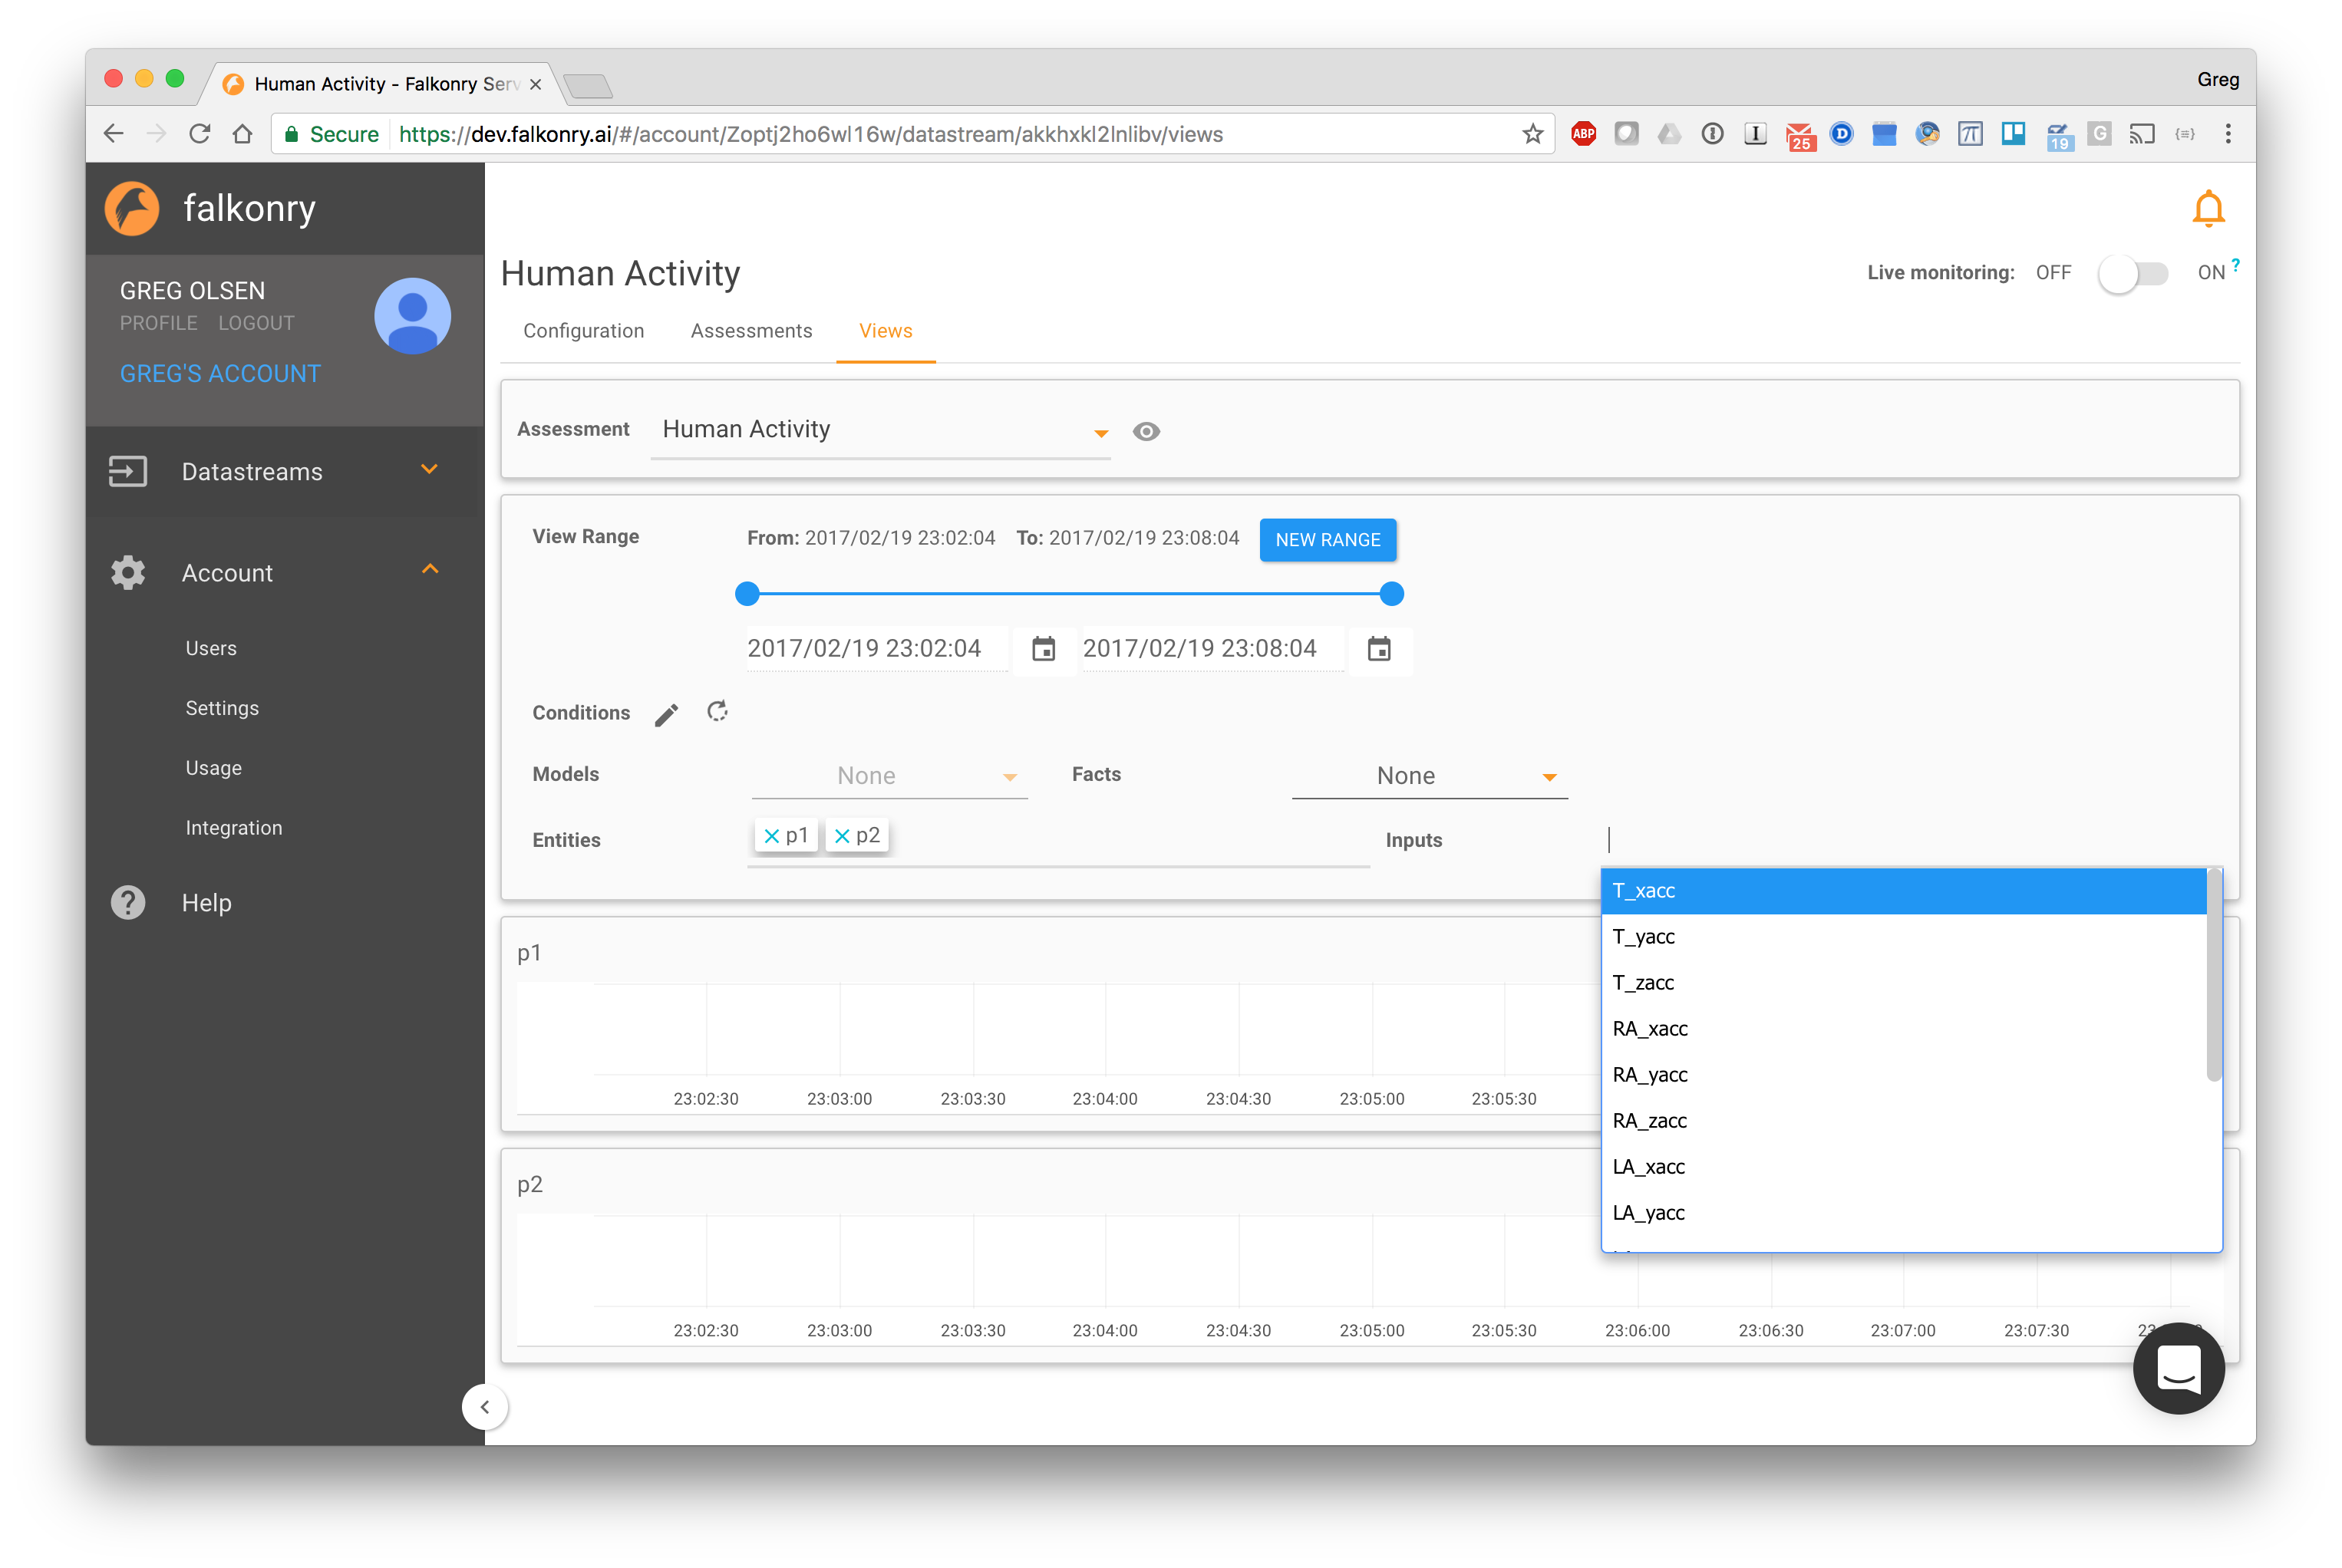 Human Activity - Falkonry Serv
Greg
Secure https://dev.falkonry.ai/#/account/Zoptj2ho6wl16w/datastream/akkhxkl2lnlibv/views
ABP
25
D
19
G
falkonry
GREG OLSEN
PROFILE LOGOUT
GREG'S ACCOUNT
Datastreams
Account
Users
Settings
Usage
Integration
Help
Human Activity
Live monitoring: OFF ON ?
Configuration Assessments Views
Assessment Human Activity
View Range From: 2017/02/19 23:02:04 To: 2017/02/19 23:08:04 NEW RANGE
2017/02/19 23:02:04 2017/02/19 23:08:04
Conditions
Models None Facts None
Entities p1 p2 Inputs
T_xacc
T_yacc
T_zacc
RA_xacc
RA_yacc
RA_zacc
LA_xacc
LA_yacc
p1
23:02:30 23:03:00 23:03:30 23:04:00 23:04:30 23:05:00 23:05:30
p2
23:02:30 23:03:00 23:03:30 23:04:00 23:04:30 23:05:00 23:05:30 23:06:00 23:06:30 23:07:00 23:07:30